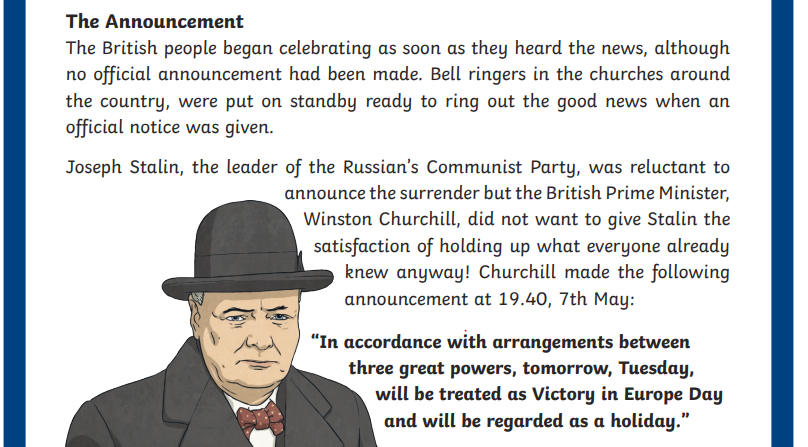 The Announcement
The British people began celebrating as soon as they heard the news, although
no official announcement had been made. Bell ringers in the churches around
the country, were put on standby ready to ring out the good news when an
official notice was given.
Joseph Stalin, the leader of the Russian's Communist Party, was reluctant to
announce the surrender but the British Prime Minister,
Winston Churchill, did not want to give Stalin the
satisfaction of holding up what everyone already
knew anyway! Churchill made the following
announcement at 19.40, 7th May:
“In accordance with arrangements between
three great powers, tomorrow, Tuesday,
will be treated as Victory in Europe Day
and will be regarded as a holiday.”